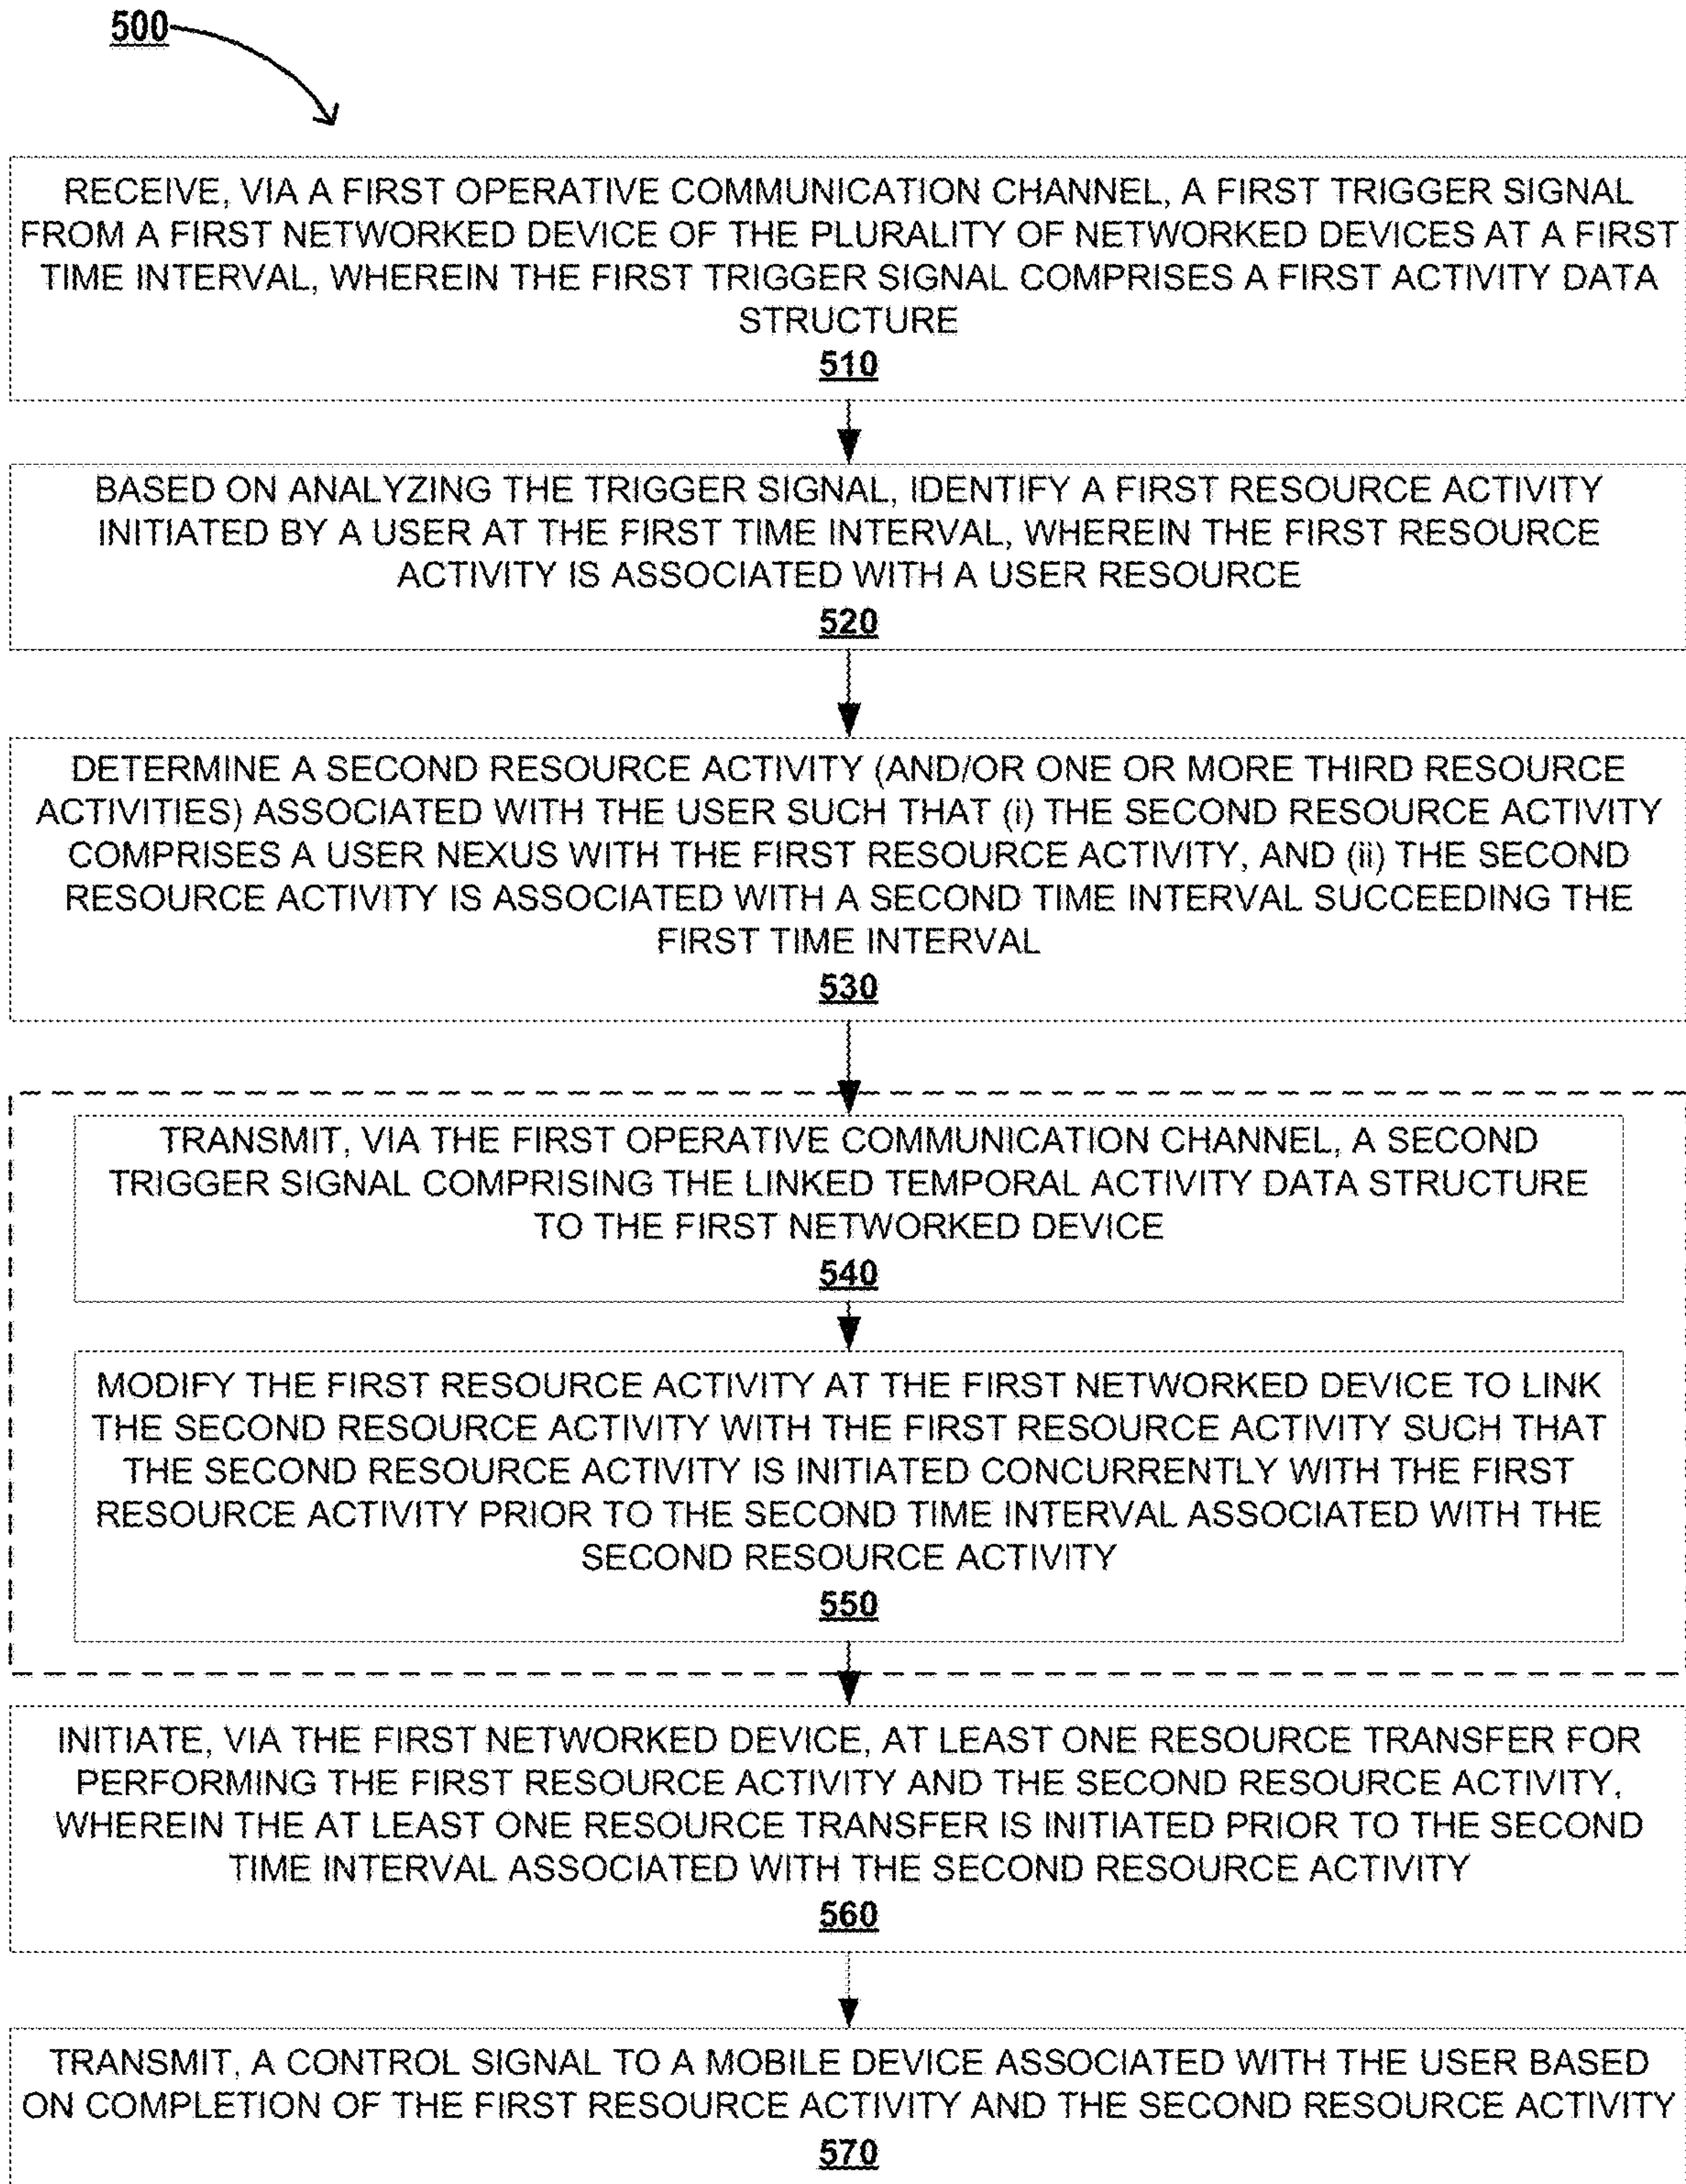 500
RECEIVE, VIA A FIRST OPERATIVE COMMUNICATION CHANNEL, A FIRST TRIGGER SIGNAL
FROM A FIRST NETWORKED DEVICE OF THE PLURALITY OF NETWORKED DEVICES AT A FIRST
TIME INTERVAL, WHEREIN THE FIRST TRIGGER SIGNAL COMPRISES A FIRST ACTIVITY DATA
STRUCTURE
510
BASED ON ANALYZING THE TRIGGER SIGNAL, IDENTIFY A FIRST RESOURCE ACTIVITY
INITIATED BY A USER AT THE FIRST TIME INTERVAL, WHEREIN THE FIRST RESOURCE
ACTIVITY IS ASSOCIATED WITH A USER RESOURCE
520
DETERMINE A SECOND RESOURCE ACTIVITY (AND/OR ONE OR MORE THIRD RESOURCE
ACTIVITIES) ASSOCIATED WITH THE USER SUCH THAT (i) THE SECOND RESOURCE ACTIVITY
COMPRISES A USER NEXUS WITH THE FIRST RESOURCE ACTIVITY, AND (ii) THE SECOND
RESOURCE ACTIVITY IS ASSOCIATED WITH A SECOND TIME INTERVAL SUCCEEDING THE
FIRST TIME INTERVAL
530
TRANSMIT, VIA THE FIRST OPERATIVE COMMUNICATION CHANNEL, A SECOND
TRIGGER SIGNAL COMPRISING THE LINKED TEMPORAL ACTIVITY DATA STRUCTURE
TO THE FIRST NETWORKED DEVICE
540
MODIFY THE FIRST RESOURCE ACTIVITY AT THE FIRST NETWORKED DEVICE TO LINK
THE SECOND RESOURCE ACTIVITY WITH THE FIRST RESOURCE ACTIVITY SUCH THAT
THE SECOND RESOURCE ACTIVITY IS INITIATED CONCURRENTLY WITH THE FIRST
RESOURCE ACTIVITY PRIOR TO THE SECOND TIME INTERVAL ASSOCIATED WITH THE
SECOND RESOURCE ACTIVITY
550
INITIATE, VIA THE FIRST NETWORKED DEVICE, AT LEAST ONE RESOURCE TRANSFER FOR
PERFORMING THE FIRST RESOURCE ACTIVITY AND THE SECOND RESOURCE ACTIVITY,
WHEREIN THE AT LEAST ONE RESOURCE TRANSFER IS INITIATED PRIOR TO THE SECOND
TIME INTERVAL ASSOCIATED WITH THE SECOND RESOURCE ACTIVITY
560
TRANSMIT, A CONTROL SIGNAL TO A MOBILE DEVICE ASSOCIATED WITH THE USER BASED
ON COMPLETION OF THE FIRST RESOURCE ACTIVITY AND THE SECOND RESOURCE ACTIVITY
570